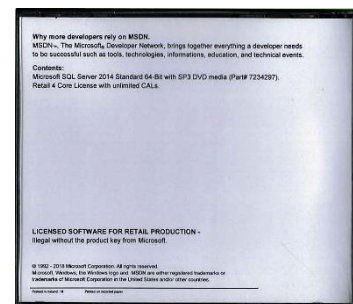 Why more developers rely on MSDN.
MSDN™, The Microsoft® Developer Network, brings together everything a developer needs
to be successful such as tools, technologies, informations, education, and technical events.
Contents:
Microsoft SQL Server 2014 Standard 64-Bit with SP3 DVD media (Part# 7234297).
Retail 4 Core License with unlimited CALs.
LICENSED SOFTWARE FOR RETAIL PRODUCTION -
Illegal without the product key from Microsoft.
© 1992 - 2018 Microsoft Corporation. All rights reserved.
Microsoft, Windows, the Windows logo and MSDN are either registered trademarks or
trademarks of Microsoft Corporation in the United States and/or other countries.
Printed on recycled paper